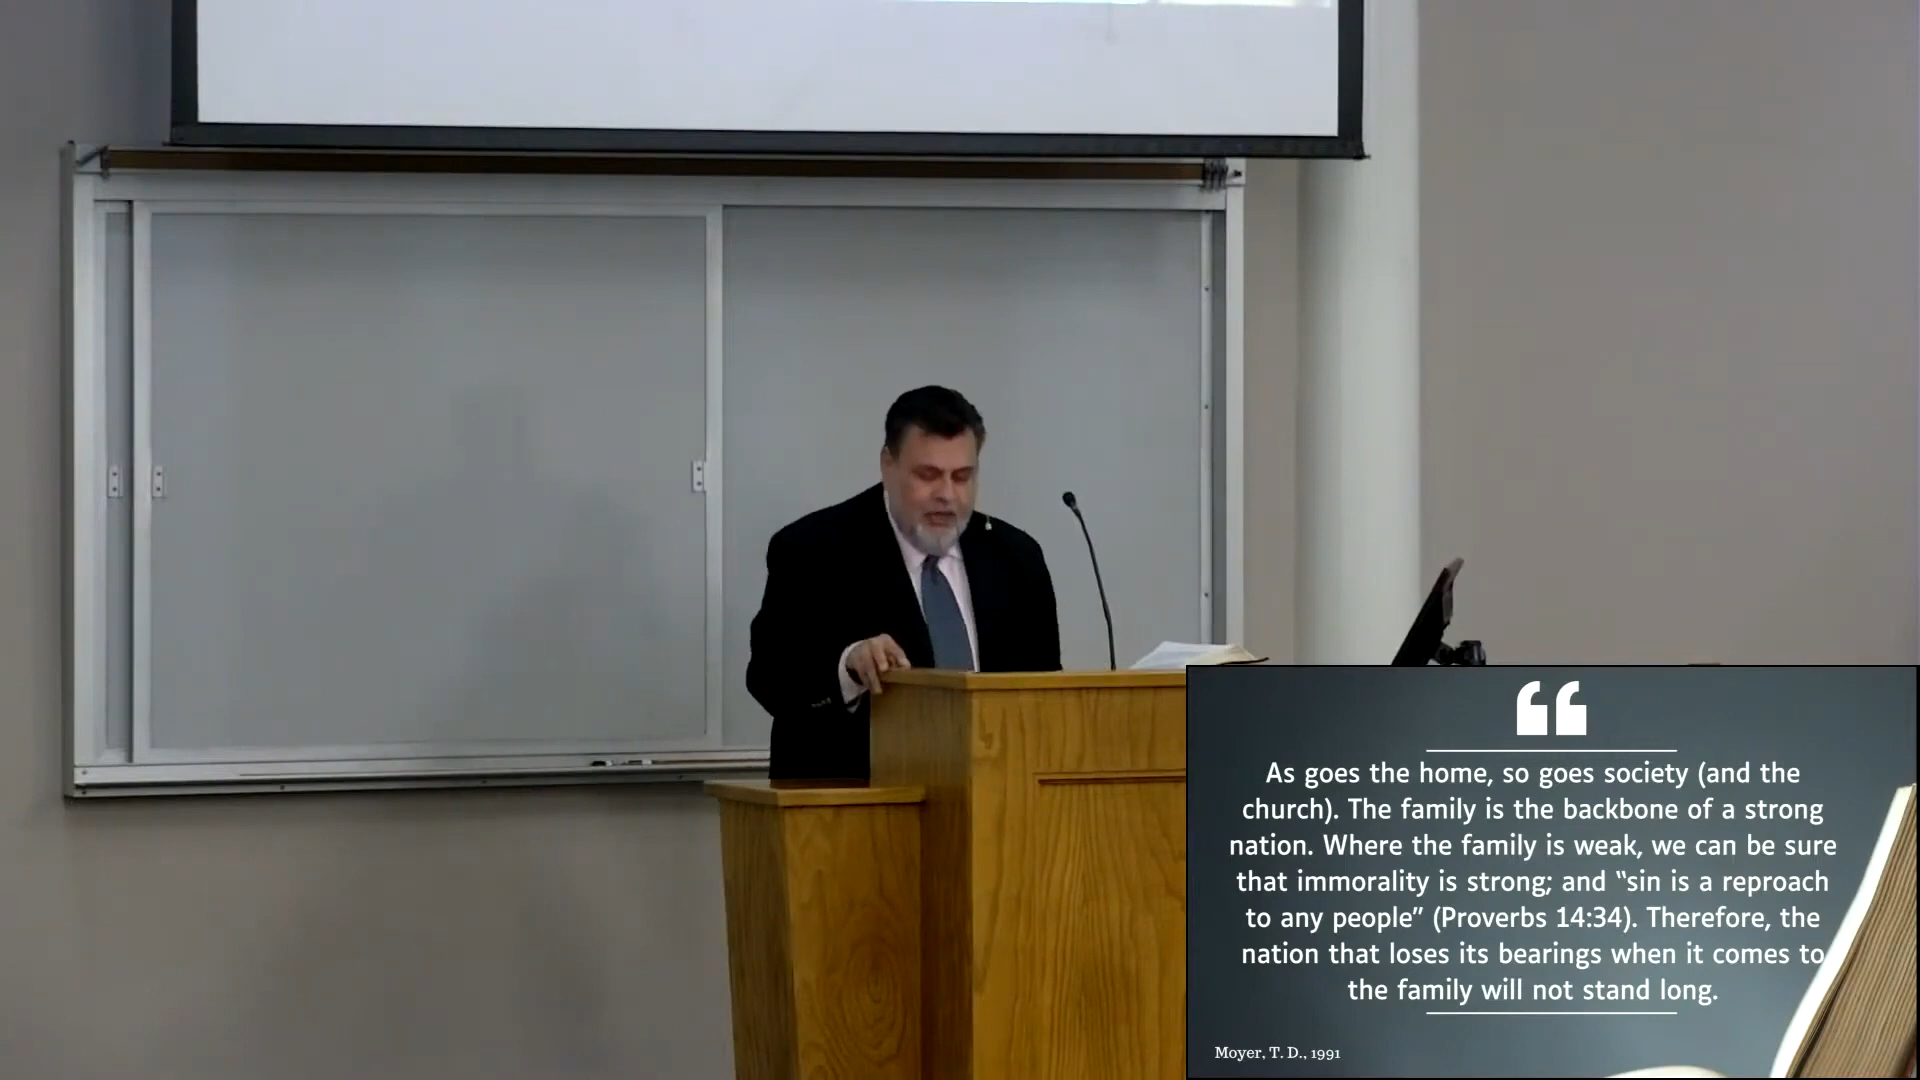 “
As goes the home, so goes society (and the
church). The family is the backbone of a strong
nation. Where the family is weak, we can be sure
that immorality is strong; and “sin is a reproach
to any people” (Proverbs 14:34). Therefore, the
nation that loses its bearings when it comes to
the family will not stand long.
Moyer, T. D., 1991